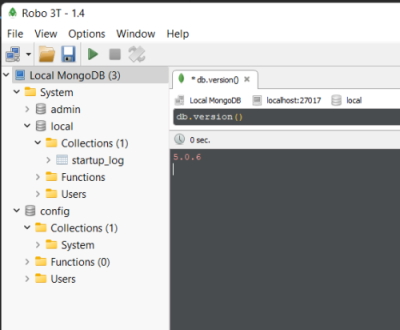 Robo 3T - 1.4
File View Options Window Help
Local MongoDB (3)
System
admin
local
Collections (1)
startup_log
Functions
Users
config
Collections (1)
System
Functions (0)
Users
* db.version()
Local MongoDB localhost:27017 local
db.version()
0 sec.
5.0.6